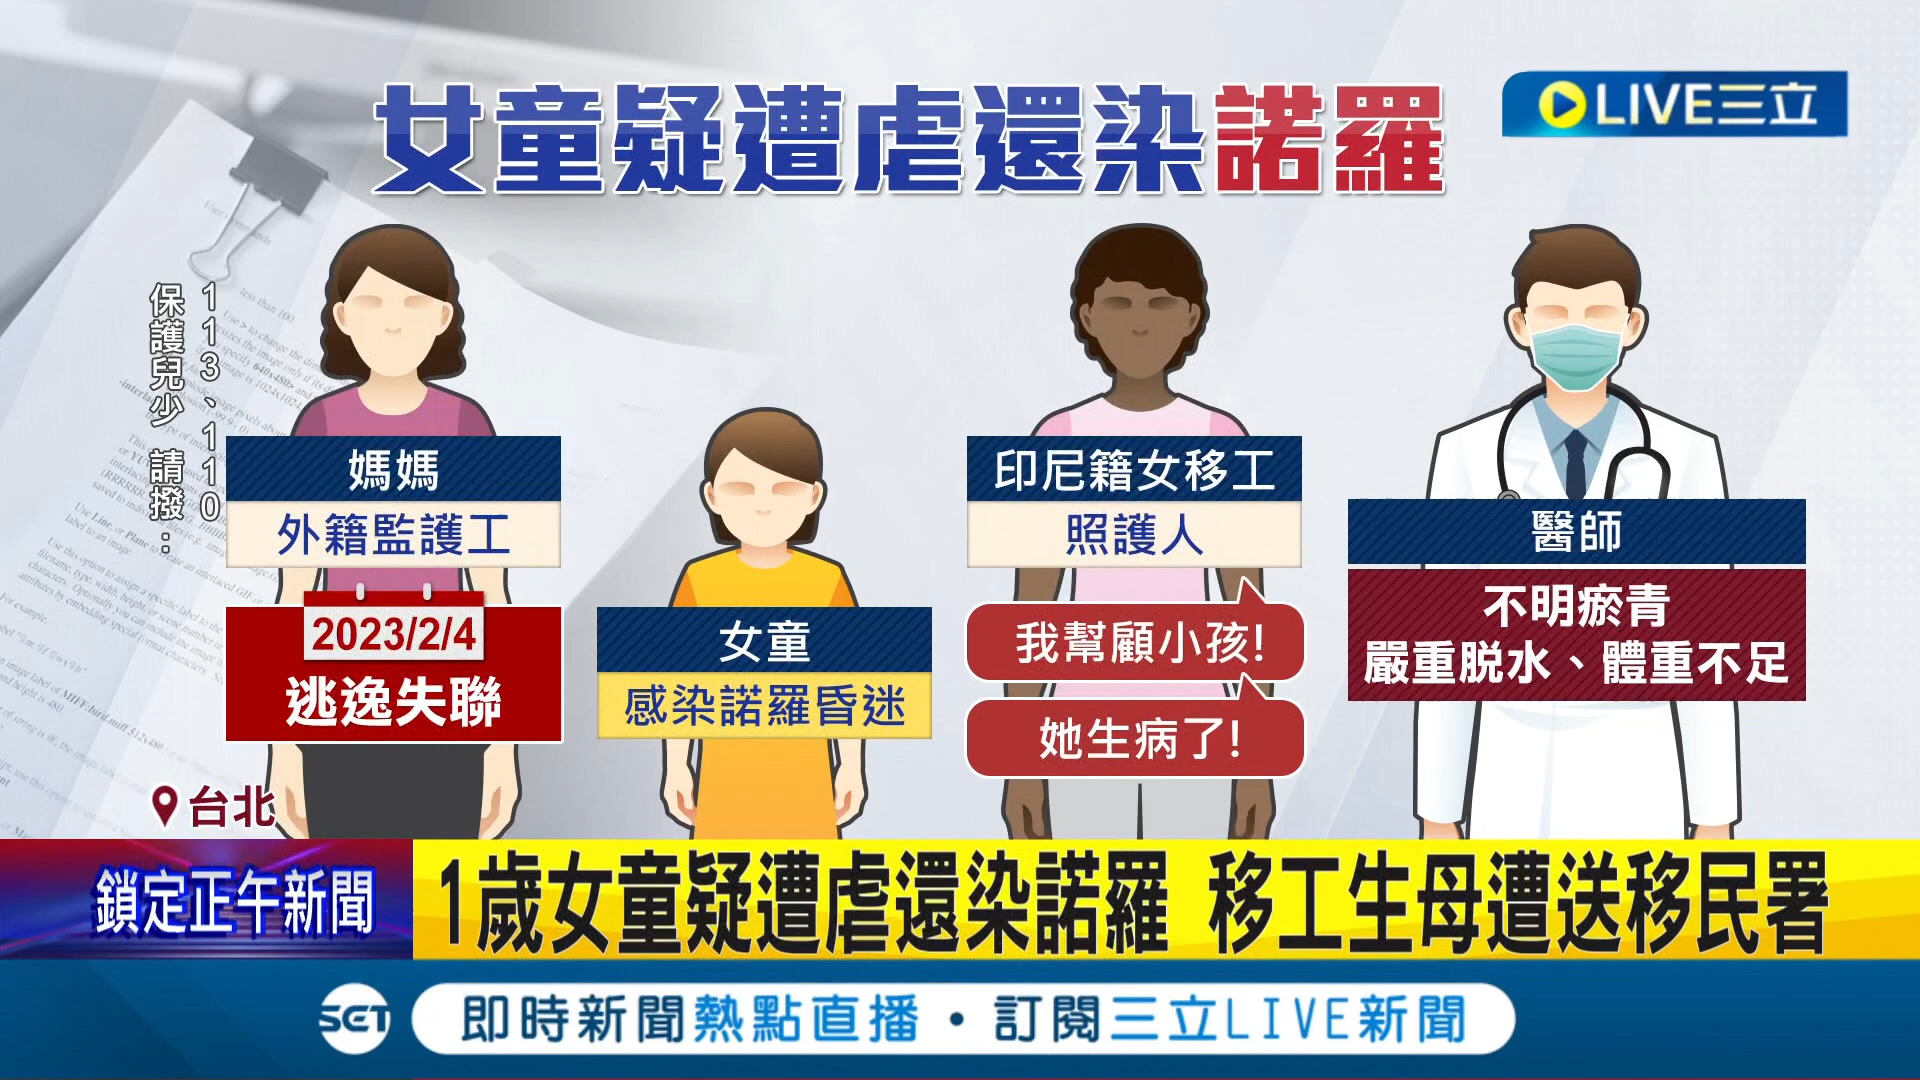 女童疑遭虐還染諾羅
LIVE三立
保護兒少 請撥：
113、110
媽媽
外籍監護工
2023/2/4
逃逸失聯
女童
感染諾羅昏迷
印尼籍女移工
照護人
我幫顧小孩!
她生病了!
醫師
不明瘀青
嚴重脫水、體重不足
台北
鎖定正午新聞
1歲女童疑遭虐還染諾羅 移工生母遭送移民署
SET
即時新聞熱點直播・訂閱三立LIVE新聞